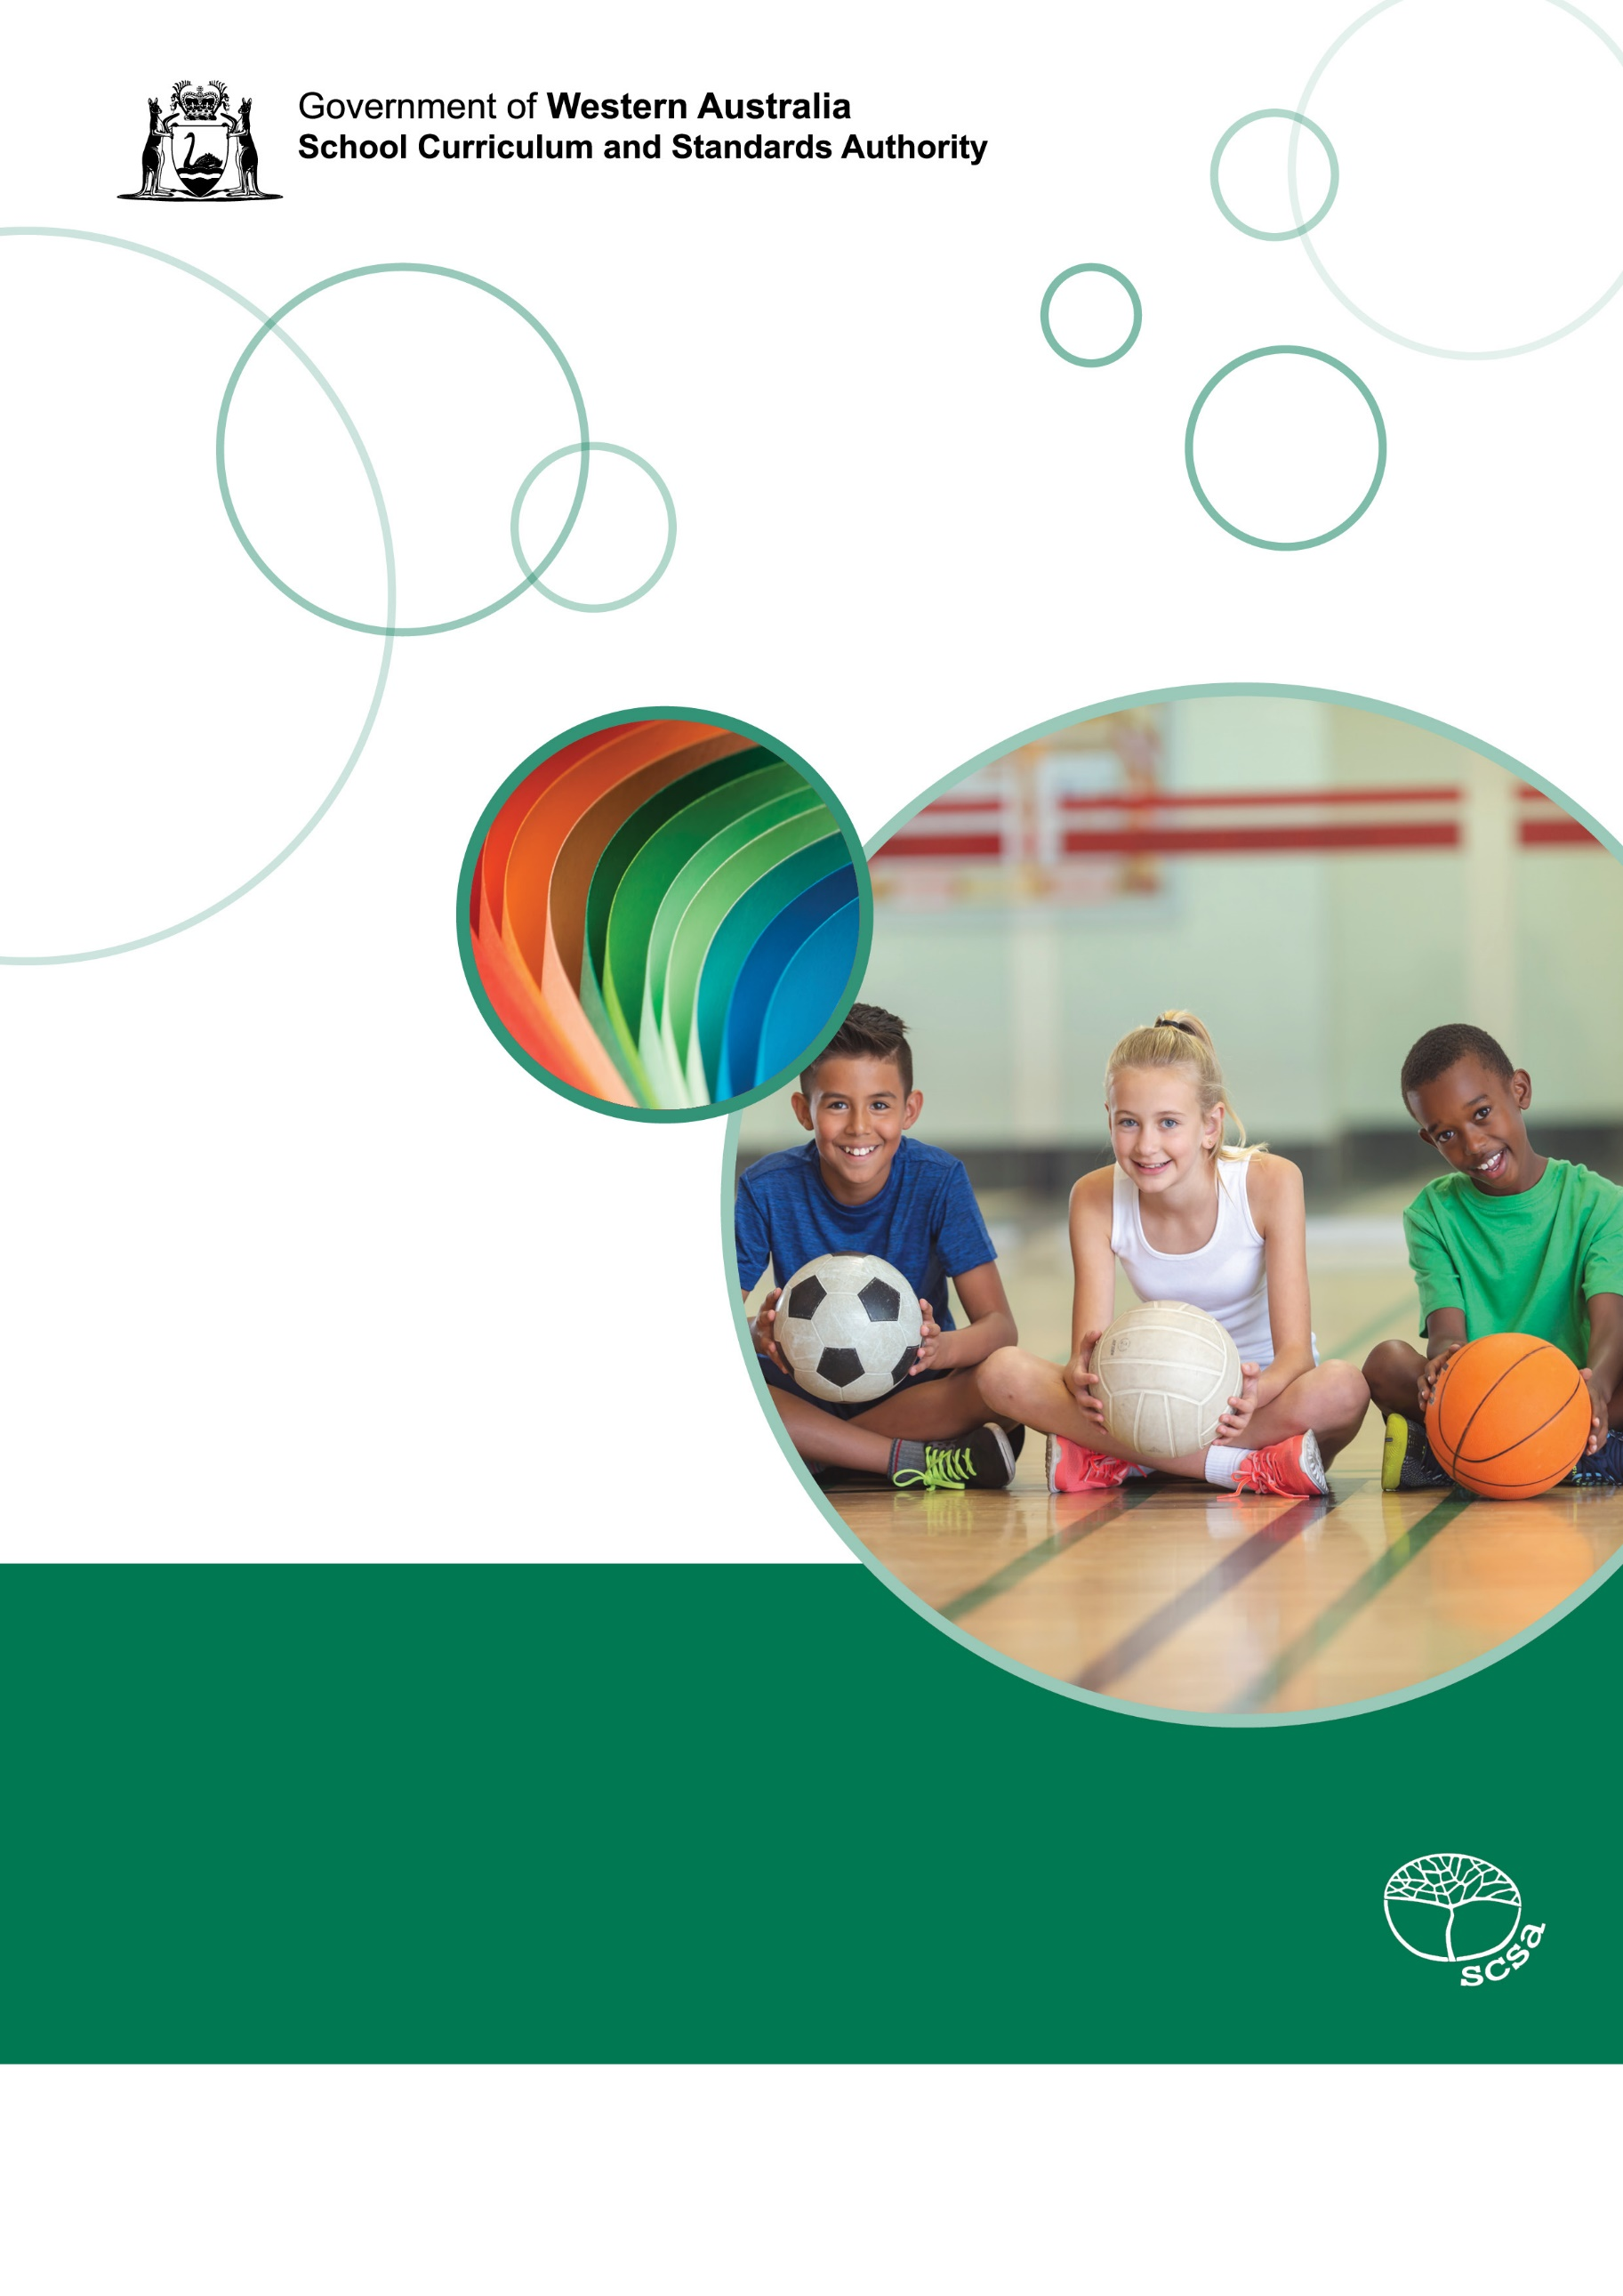 Government of Western Australia
School Curriculum and Standards Authority
scsa